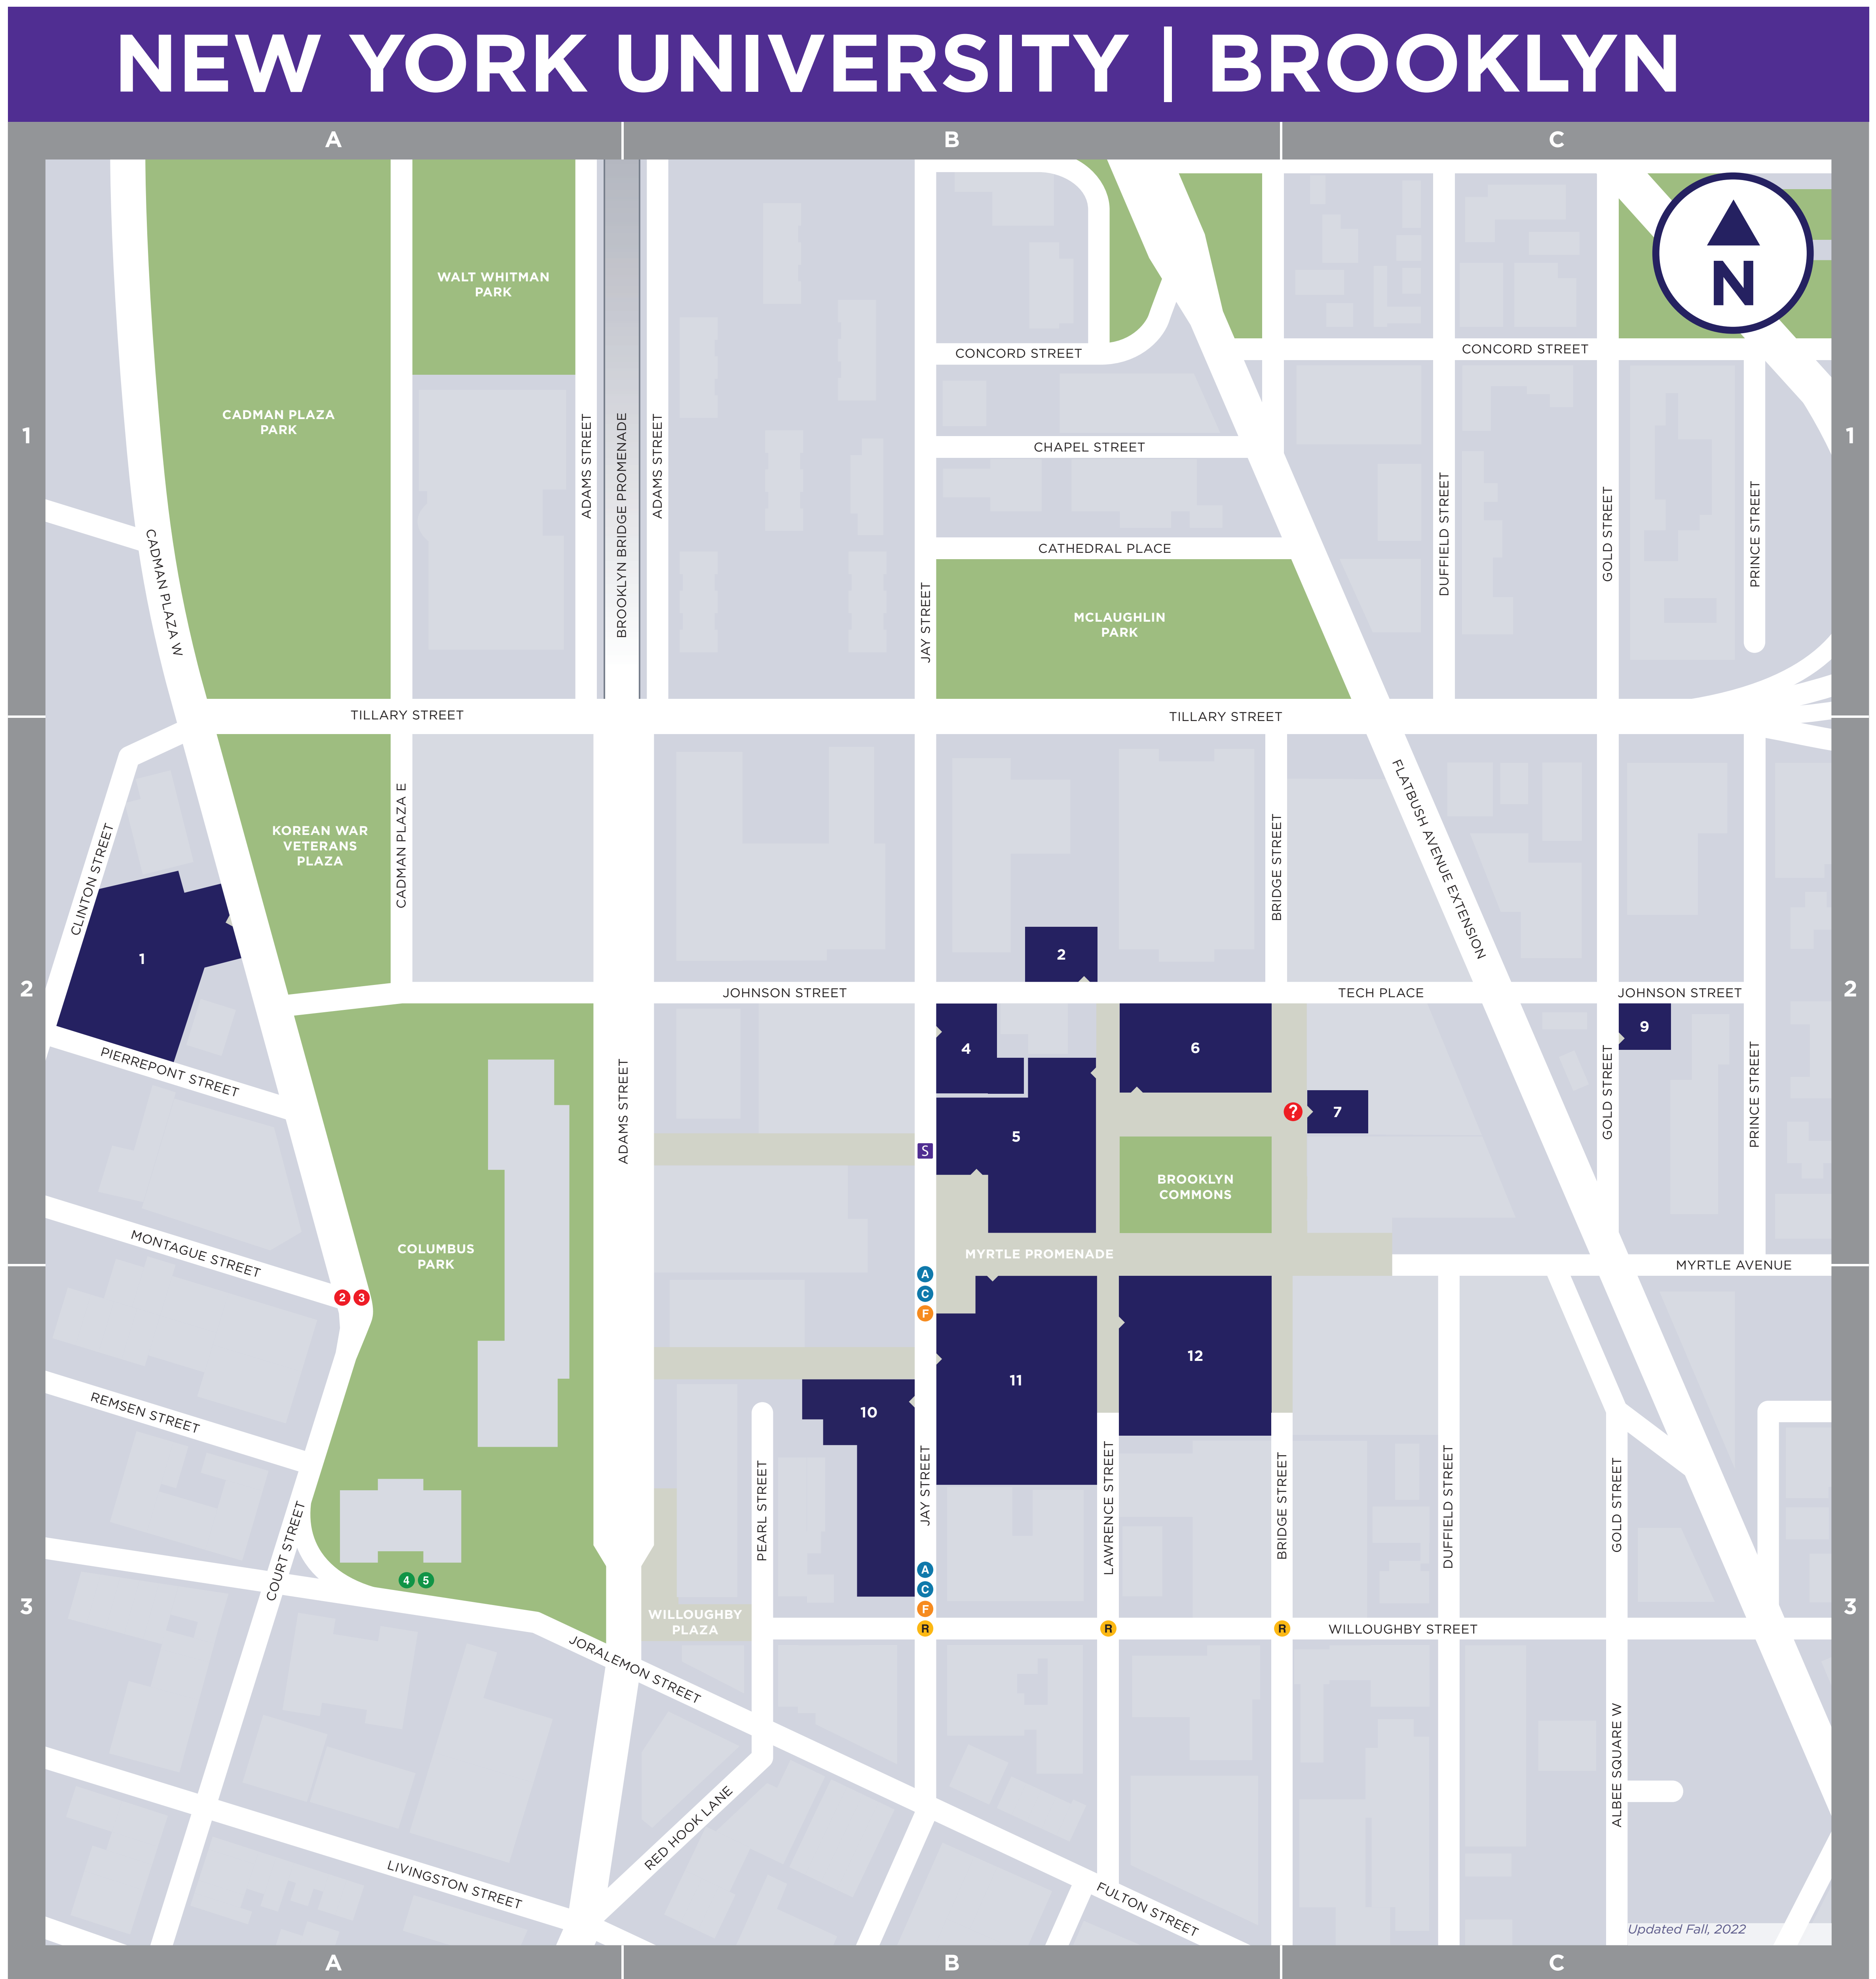 NEW YORK UNIVERSITY | BROOKLYN
A
B
C
N
WALT WHITMAN
PARK
CONCORD STREET
CONCORD STREET
CADMAN PLAZA
PARK
1
1
ADAMS STREET
BROOKLYN BRIDGE PROMENADE
ADAMS STREET
CHAPEL STREET
DUFFIELD STREET
GOLD STREET
PRINCE STREET
CADMAN PLAZA W
CATHEDRAL PLACE
JAY STREET
MCLAUGHLIN
PARK
TILLARY STREET
TILLARY STREET
KOREAN WAR
VETERANS
PLAZA
CADMAN PLAZA E
CLINTON STREET
BRIDGE STREET
FLATBUSH AVENUE EXTENSION
1
2
2
2
JOHNSON STREET
TECH PLACE
JOHNSON STREET
9
4
6
PIERREPONT STREET
ADAMS STREET
?
7
GOLD STREET
PRINCE STREET
5
S
BROOKLYN
COMMONS
MONTAGUE STREET
COLUMBUS
PARK
MYRTLE PROMENADE
MYRTLE AVENUE
A
C
F
2
3
12
11
10
REMSEN STREET
COURT STREET
PEARL STREET
JAY STREET
LAWRENCE STREET
BRIDGE STREET
DUFFIELD STREET
GOLD STREET
4
5
A
C
F
R
R
R
3
3
WILLOUGHBY
PLAZA
WILLOUGHBY STREET
JORALEMON STREET
ALBEE SQUARE W
RED HOOK LANE
LIVINGSTON STREET
FULTON STREET
Updated Fall, 2022
A
B
C